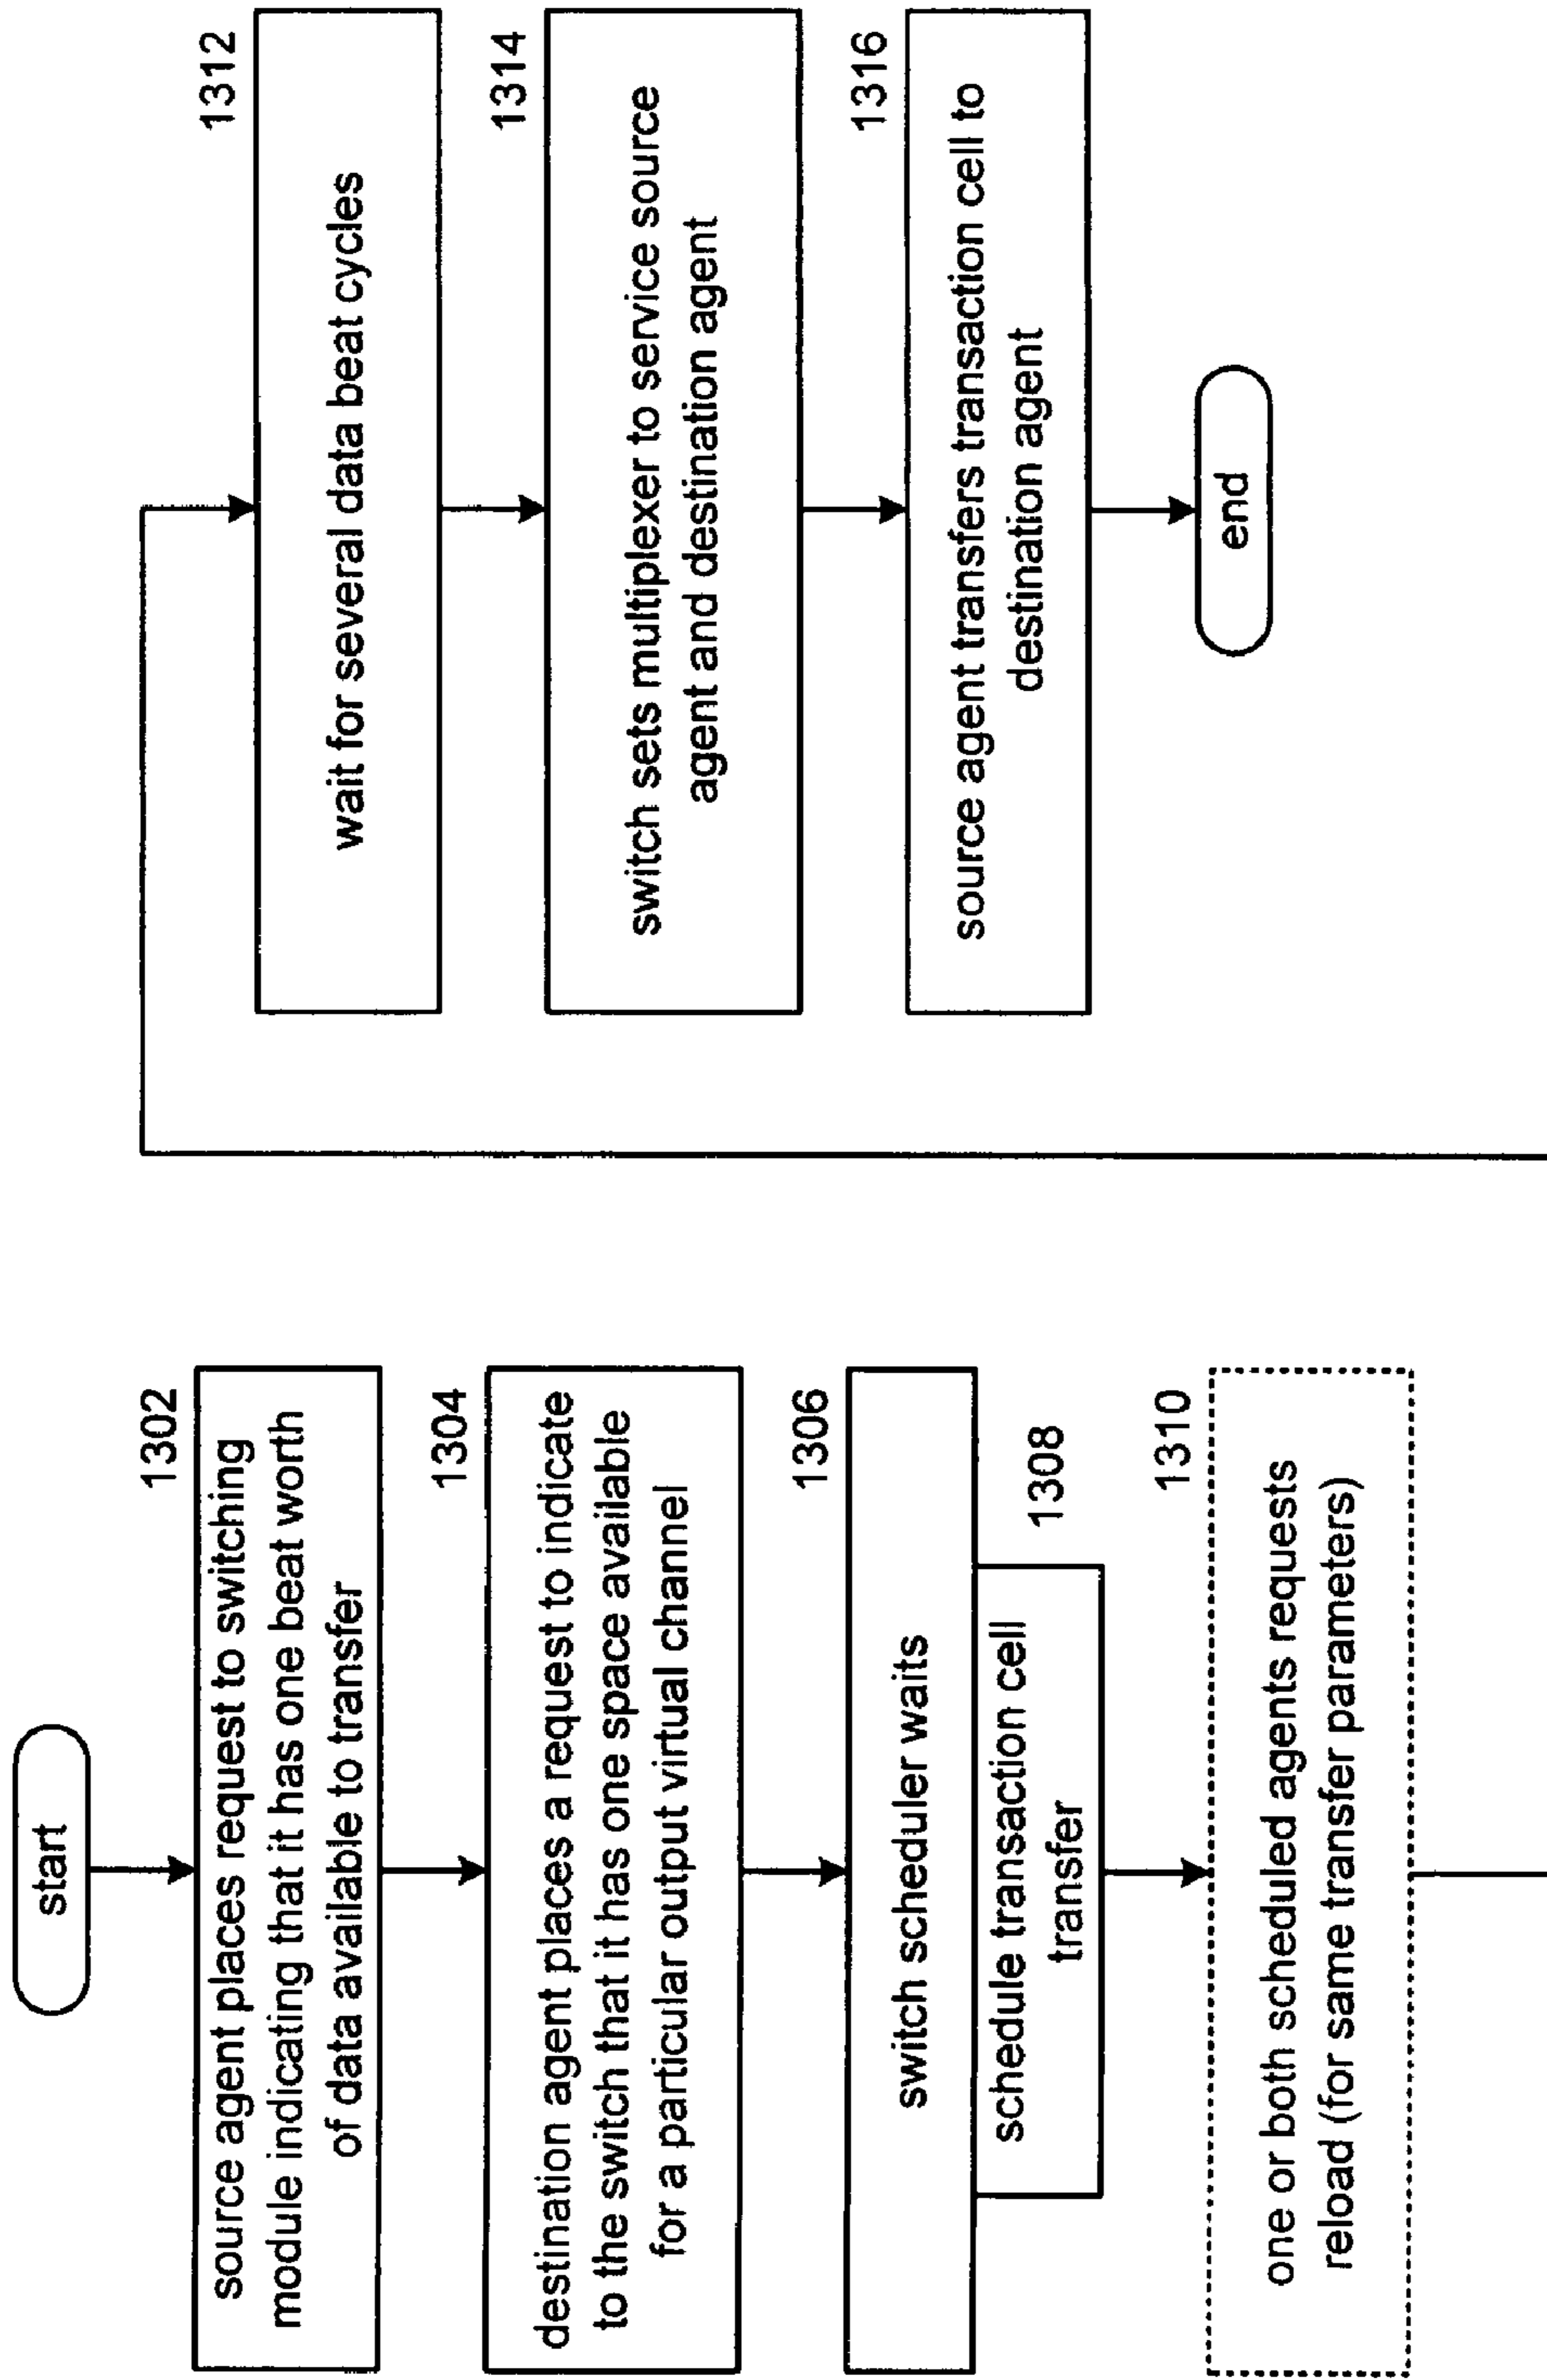 start
1302
source agent places request to switching
module indicating that it has one beat worth
of data available to transfer
1304
destination agent places a request to indicate
to the switch that it has one space available
for a particular output virtual channel
1306
switch scheduler waits
1308
schedule transaction cell
transfer
1310
one or both scheduled agents requests
reload (for same transfer parameters)
1312
wait for several data beat cycles
1314
switch sets multiplexer to service source
agent and destination agent
1316
source agent transfers transaction cell to
destination agent
end